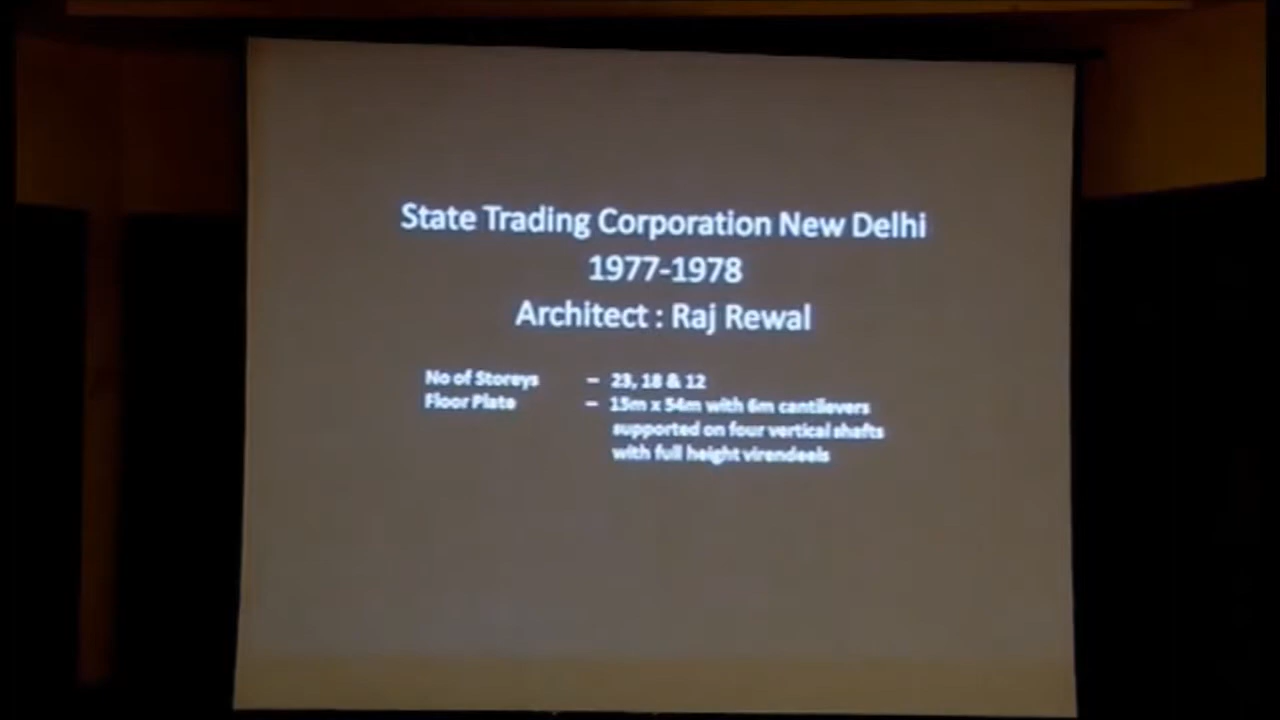 State Trading Corporation New Delhi
1977-1978
Architect : Raj Rewal
No of Storeys – 23, 18 & 12
Floor Plate – 15m x 54m with 6m cantilevers
supported on four vertical shafts
with full height virendeels